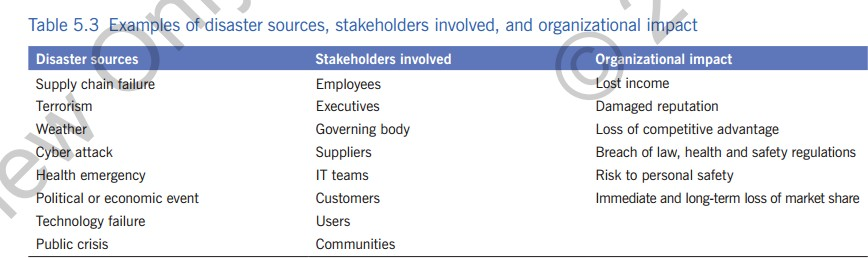 Table 5.3 Examples of disaster sources, stakeholders involved, and organizational impact
Disaster sources Stakeholders involved Organizational impact
Supply chain failure Employees Lost income
Terrorism Executives Damaged reputation
Weather Governing body Loss of competitive advantage
Cyber attack Suppliers Breach of law, health and safety regulations
Health emergency IT teams Risk to personal safety
Political or economic event Customers Immediate and long-term loss of market share
Technology failure Users
Public crisis Communities
ew Only
© 2